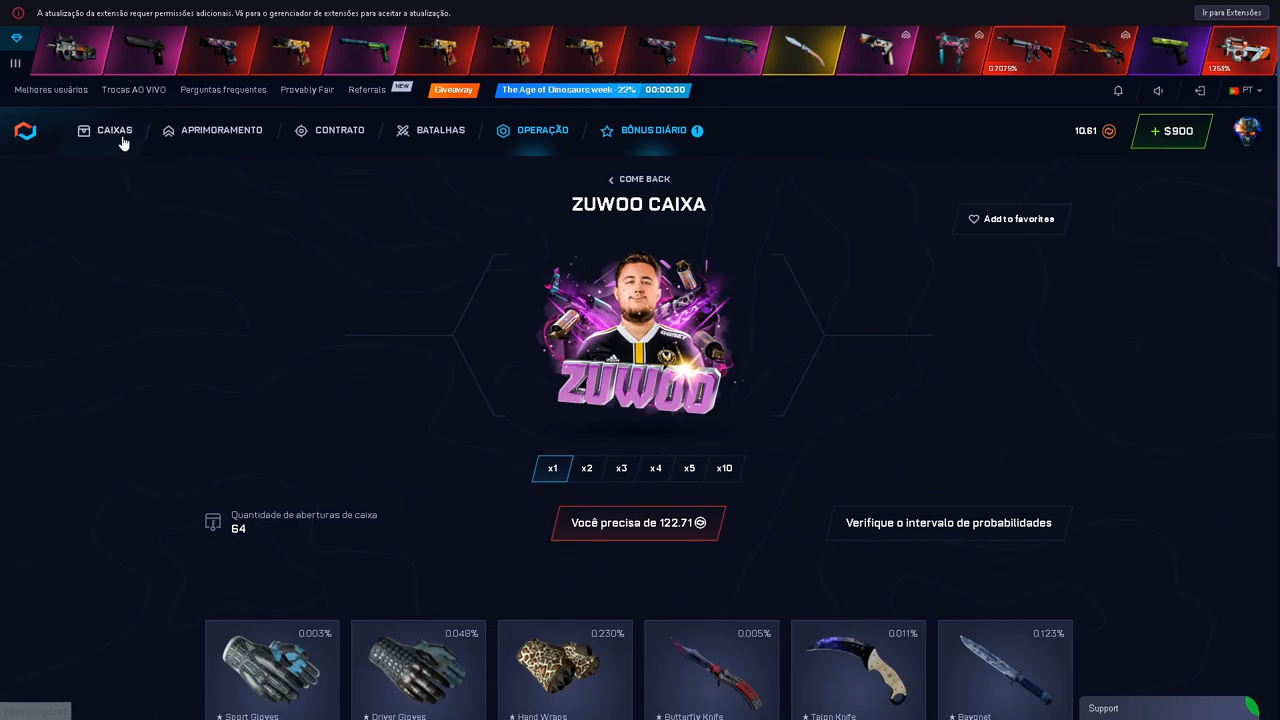 A atualização da extensão requer permissões adicionais. Vá para o gerenciador de extensões para aceitar a atualização.
Ir para Extensões
0.7075%
1.253%
Melhores usuários
Trocas AO VIVO
Perguntas frequentes
Provably Fair
Referrals
NEW
Giveaway
The Age of Dinosaurs week -22%
00:00:00
PT
CAIXAS
APRIMORAMENTO
CONTRATO
BATALHAS
OPERAÇÃO
BÔNUS DIÁRIO 1
10.61
+ $900
COME BACK
ZUWOO CAIXA
Add to favorites
ZUWOO
x1
x2
x3
x4
x5
x10
Quantidade de aberturas de caixa
64
Você precisa de 122.71
Verifique o intervalo de probabilidades
0.003%
0.048%
0.230%
0.005%
0.011%
0.123%
★ Sport Gloves
★ Driver Gloves
★ Hand Wraps
★ Butterfly Knife
★ Talon Knife
★ Bayonet
Support